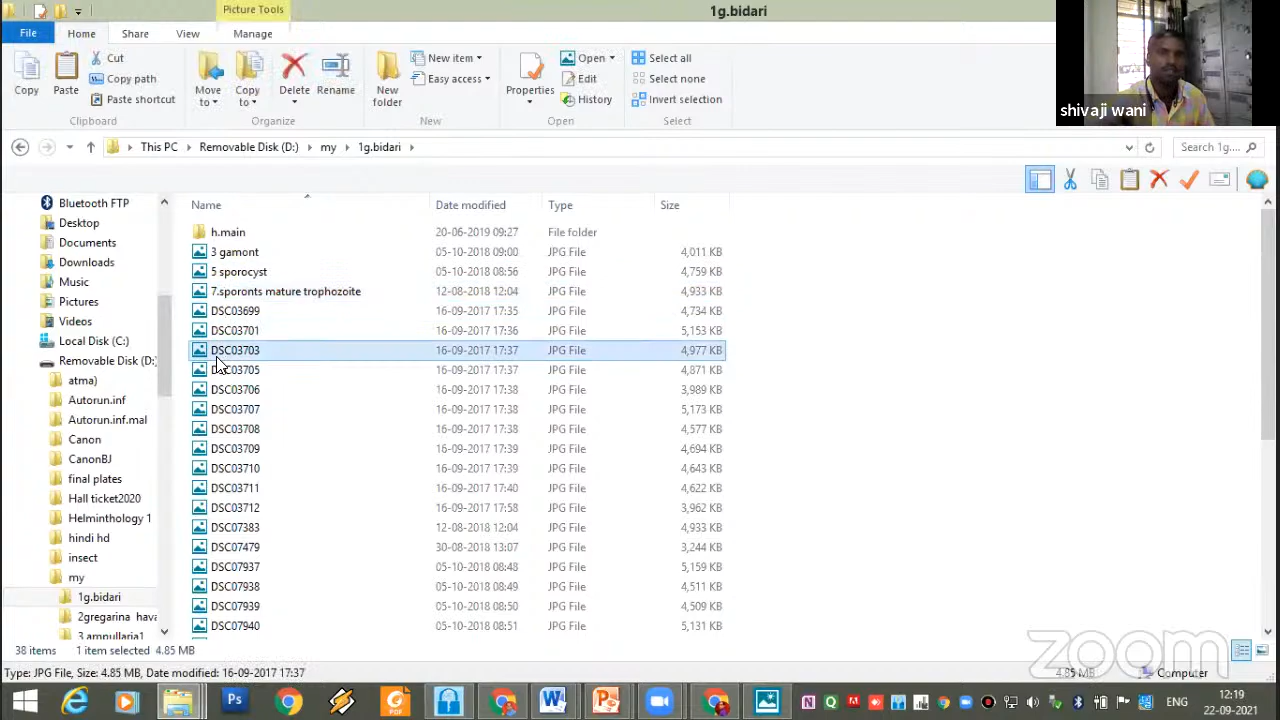 Picture Tools
1g.bidari
File
Home
Share
View
Manage
Copy
Paste
Cut
Copy path
Paste shortcut
Move to
Copy to
Delete
Rename
New folder
New item
Easy access
Properties
Open
Edit
History
Select all
Select none
Invert selection
Clipboard
Organize
New
Open
Select
shivaji wani
This PC
Removable Disk (D:)
my
1g.bidari
Search 1g....
Bluetooth FTP
Desktop
Documents
Downloads
Music
Pictures
Videos
Local Disk (C:)
Removable Disk (D:
atma)
Autorun.inf
Autorun.inf.mal
Canon
CanonBJ
final plates
Hall ticket2020
Helminthology 1
hindi hd
insect
my
1g.bidari
2gregarina hava
3 ampullaria1
Name Date modified Type Size
h.main 20-06-2019 09:27 File folder
3 gamont 05-10-2018 09:00 JPG File 4,011 KB
5 sporocyst 05-10-2018 08:56 JPG File 4,759 KB
7.sporonts mature trophozoite 12-08-2018 12:04 JPG File 4,933 KB
DSC03699 16-09-2017 17:35 JPG File 4,734 KB
DSC03701 16-09-2017 17:36 JPG File 5,153 KB
DSC03703 16-09-2017 17:37 JPG File 4,977 KB
DSC03705 16-09-2017 17:37 JPG File 4,871 KB
DSC03706 16-09-2017 17:38 JPG File 3,989 KB
DSC03707 16-09-2017 17:38 JPG File 5,173 KB
DSC03708 16-09-2017 17:38 JPG File 4,577 KB
DSC03709 16-09-2017 17:39 JPG File 4,694 KB
DSC03710 16-09-2017 17:39 JPG File 4,643 KB
DSC03711 16-09-2017 17:40 JPG File 4,622 KB
DSC03712 16-09-2017 17:58 JPG File 3,962 KB
DSC07383 12-08-2018 12:04 JPG File 4,933 KB
DSC07479 30-08-2018 13:07 JPG File 3,244 KB
DSC07937 05-10-2018 08:48 JPG File 5,159 KB
DSC07938 05-10-2018 08:49 JPG File 4,511 KB
DSC07939 05-10-2018 08:50 JPG File 4,509 KB
DSC07940 05-10-2018 08:51 JPG File 5,131 KB
38 items 1 item selected 4.85 MB
zoom
Type: JPG File, Size: 4.85 MB, Date modified: 16-09-2017 17:37
4.85 MB
Computer
ENG
12:19
22-09-2021